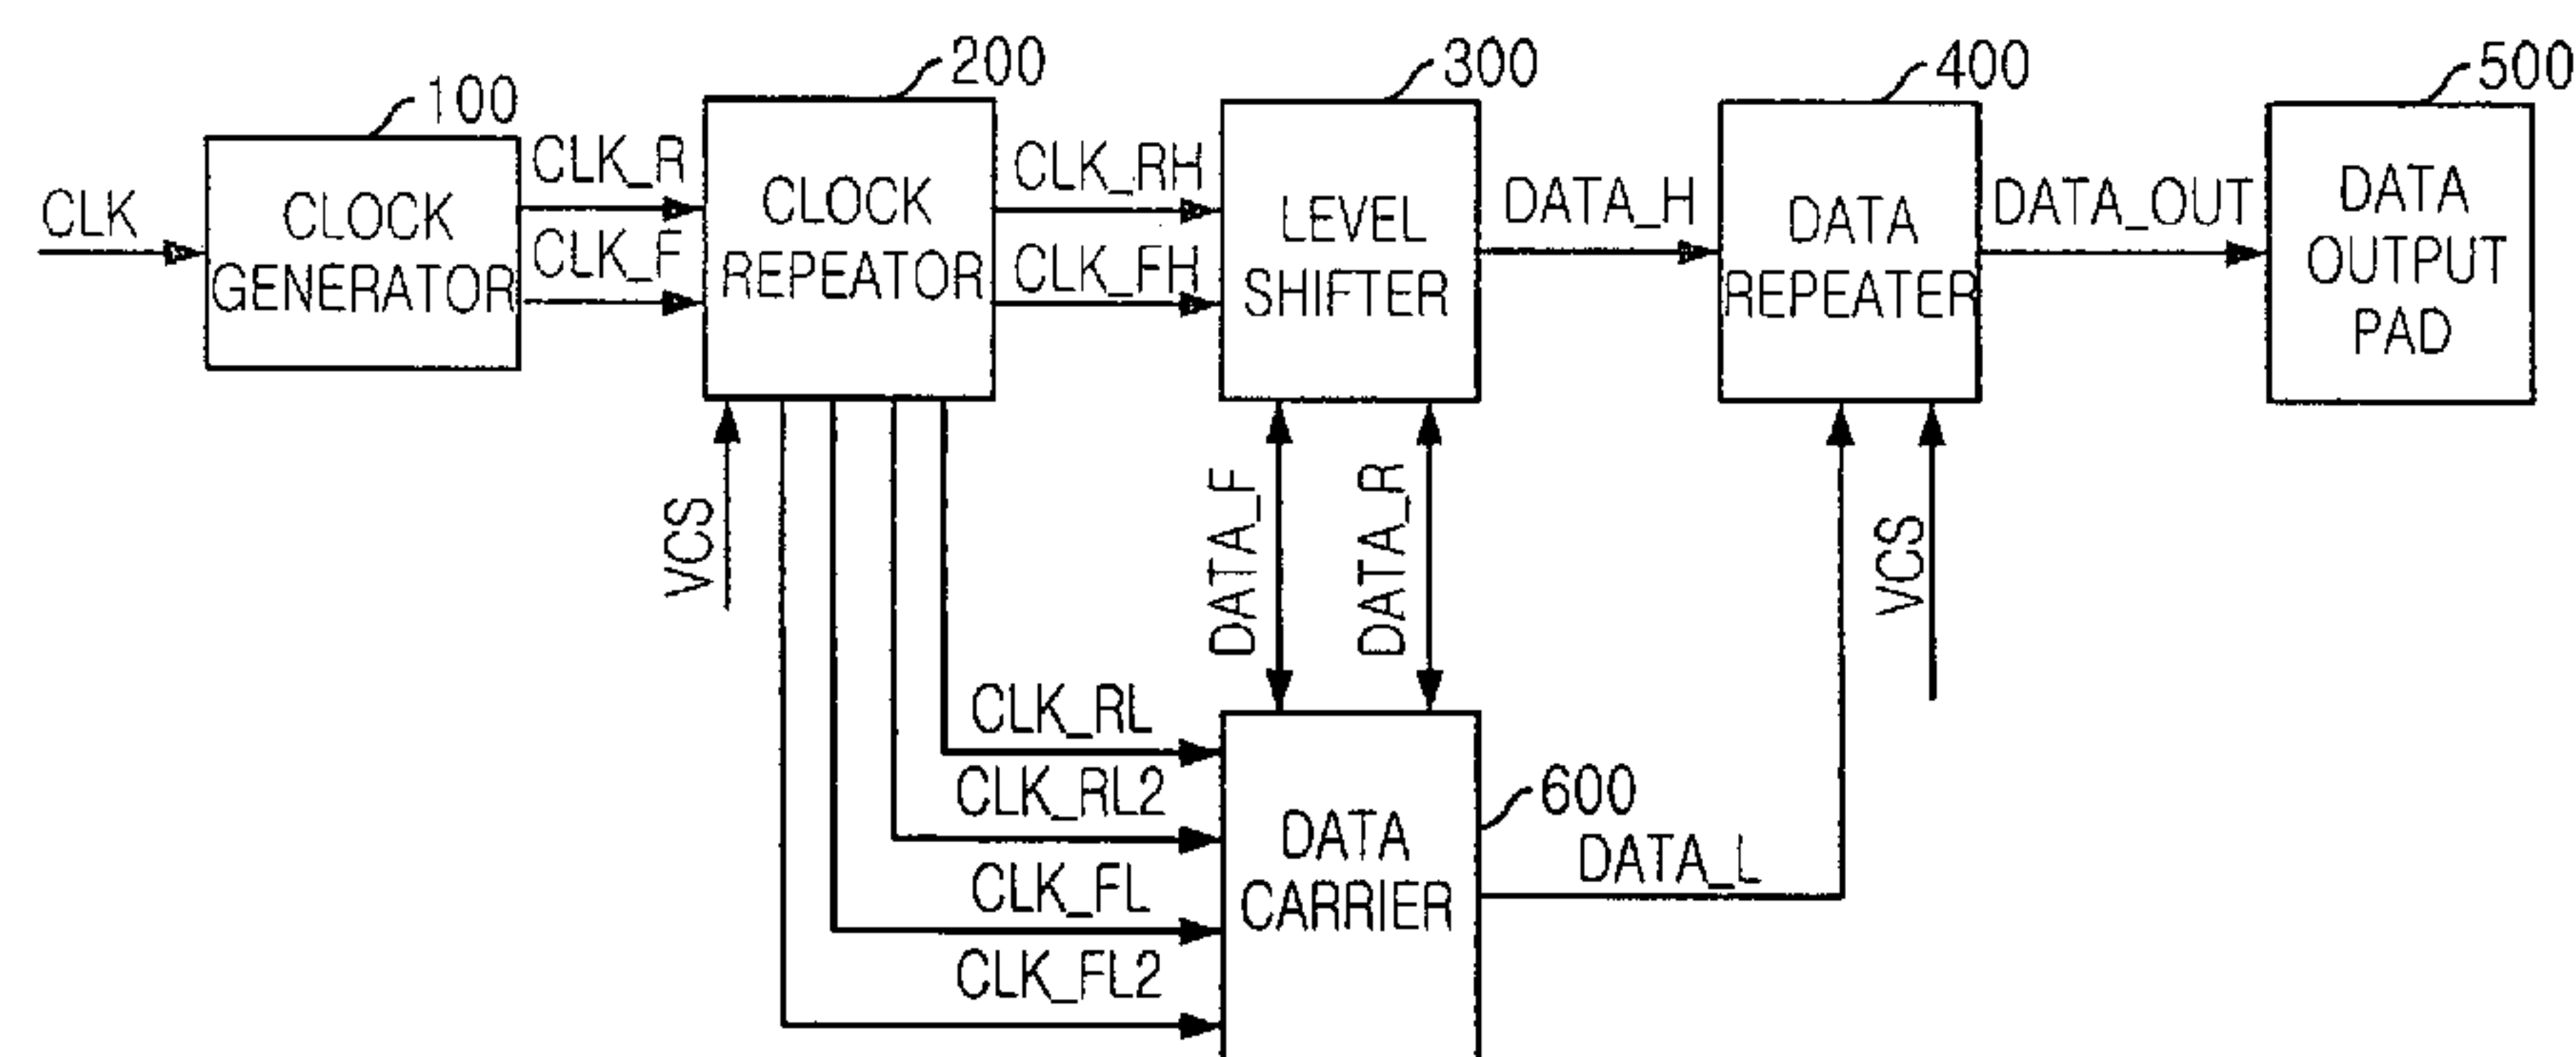 100
200
300
400
500
CLK
CLOCK
GENERATOR
CLK_R
CLK_F
CLOCK
REPEATOR
CLK_RH
CLK_FH
LEVEL
SHIFTER
DATA_H
DATA
REPEATER
DATA_OUT
DATA
OUTPUT
PAD
VCS
DATA_F
DATA_R
VCS
CLK_RL
CLK_RL2
CLK_FL
CLK_FL2
DATA
CARRIER
600
DATA_L